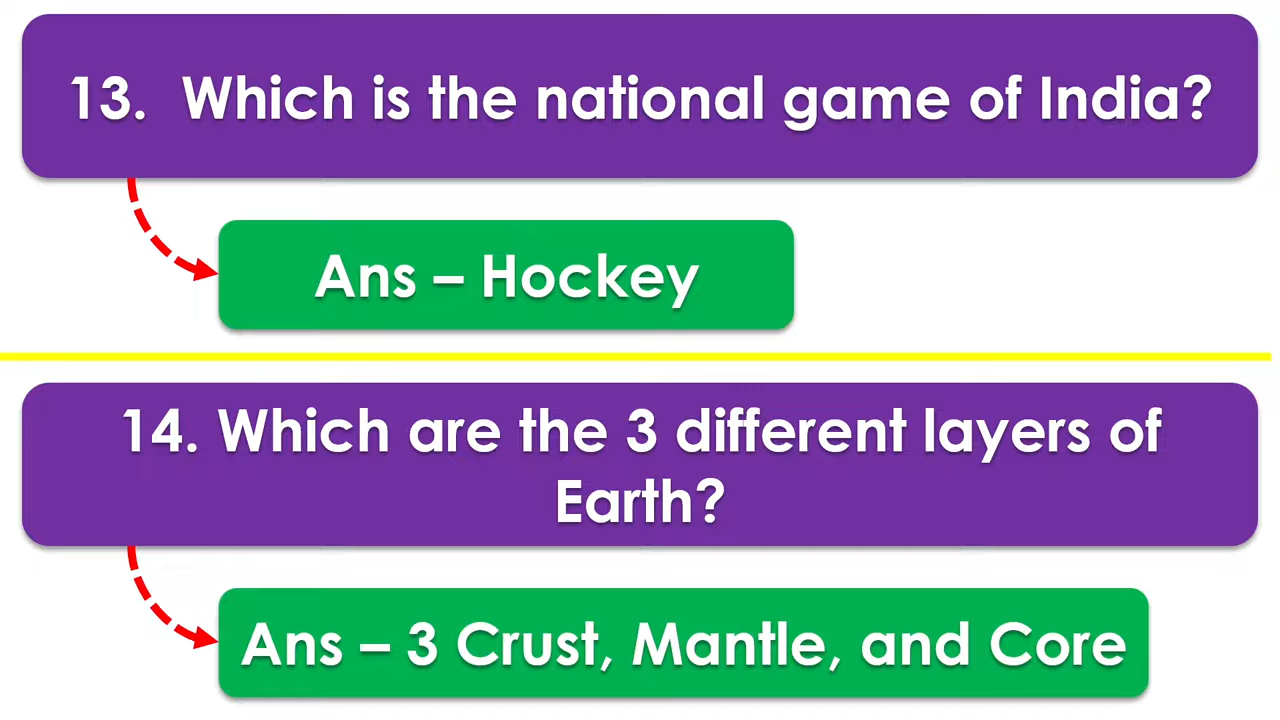 13. Which is the national game of India?
Ans – Hockey
14. Which are the 3 different layers of
Earth?
Ans – 3 Crust, Mantle, and Core